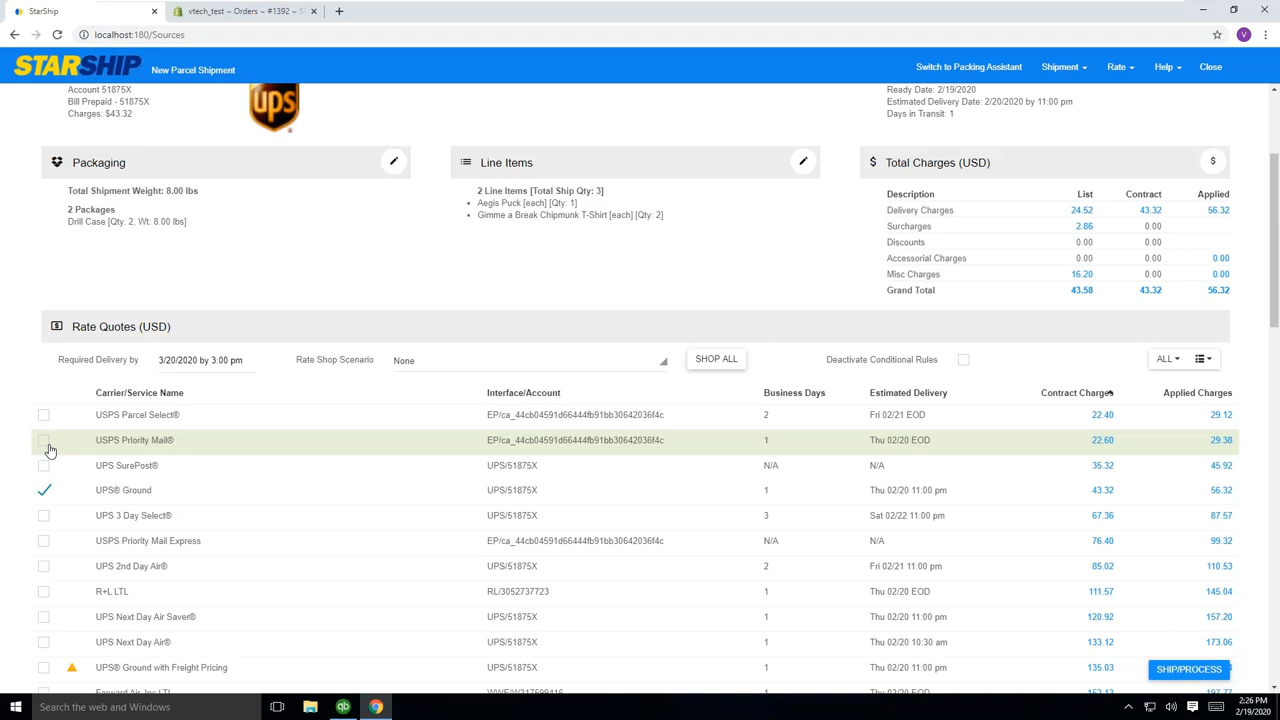 StarShip
vtech_test ~ Orders ~ #1392 ~ S
localhost:180/Sources
V
STARSHIP
New Parcel Shipment
Switch to Packing Assistant
Shipment
Rate
Help
Close
Account 51875X
Bill Prepaid - 51875X
Charges: $43.32
ups
Ready Date: 2/19/2020
Estimated Delivery Date: 2/20/2020 by 11:00 pm
Days in Transit: 1
Packaging
Line Items
$ Total Charges (USD)
$
Total Shipment Weight: 8.00 lbs
2 Packages
Drill Case [Qty: 2, Wt: 8.00 lbs]
2 Line Items [Total Ship Qty: 3]
Aegis Puck [each] [Qty: 1]
Gimme a Break Chipmunk T-Shirt [each] [Qty: 2]
Description List Contract Applied
Delivery Charges 24.52 43.32 56.32
Surcharges 2.86 0.00
Discounts 0.00 0.00
Accessorial Charges 0.00 0.00 0.00
Misc Charges 16.20 0.00 0.00
Grand Total 43.58 43.32 56.32
Rate Quotes (USD)
Required Delivery by 3/20/2020 by 3:00 pm Rate Shop Scenario None SHOP ALL Deactivate Conditional Rules ALL
Carrier/Service Name Interface/Account Business Days Estimated Delivery Contract Charges Applied Charges
USPS Parcel Select® EP/ca_44cb04591d66444fb91bb30642036f4c 2 Fri 02/21 EOD 22.40 29.12
USPS Priority Mail® EP/ca_44cb04591d66444fb91bb30642036f4c 1 Thu 02/20 EOD 22.60 29.38
UPS SurePost® UPS/51875X N/A N/A 35.32 45.92
UPS® Ground UPS/51875X 1 Thu 02/20 11:00 pm 43.32 56.32
UPS 3 Day Select® UPS/51875X 3 Sat 02/22 11:00 pm 67.36 87.57
USPS Priority Mail Express EP/ca_44cb04591d66444fb91bb30642036f4c N/A N/A 76.40 99.32
UPS 2nd Day Air® UPS/51875X 2 Fri 02/21 11:00 pm 85.02 110.53
R+L LTL RL/3052737723 1 Thu 02/20 EOD 111.57 145.04
UPS Next Day Air Saver® UPS/51875X 1 Thu 02/20 11:00 pm 120.92 157.20
UPS Next Day Air® UPS/51875X 1 Thu 02/20 10:30 am 133.12 173.06
UPS® Ground with Freight Pricing UPS/51875X 1 Thu 02/20 11:00 pm 135.03
SHIP/PROCESS
Forward Air, Inc LTL WWE/W317599416 1 Thu 02/20 EOD 152.13 197.77
Search the web and Windows
qb
2:26 PM
2/19/2020